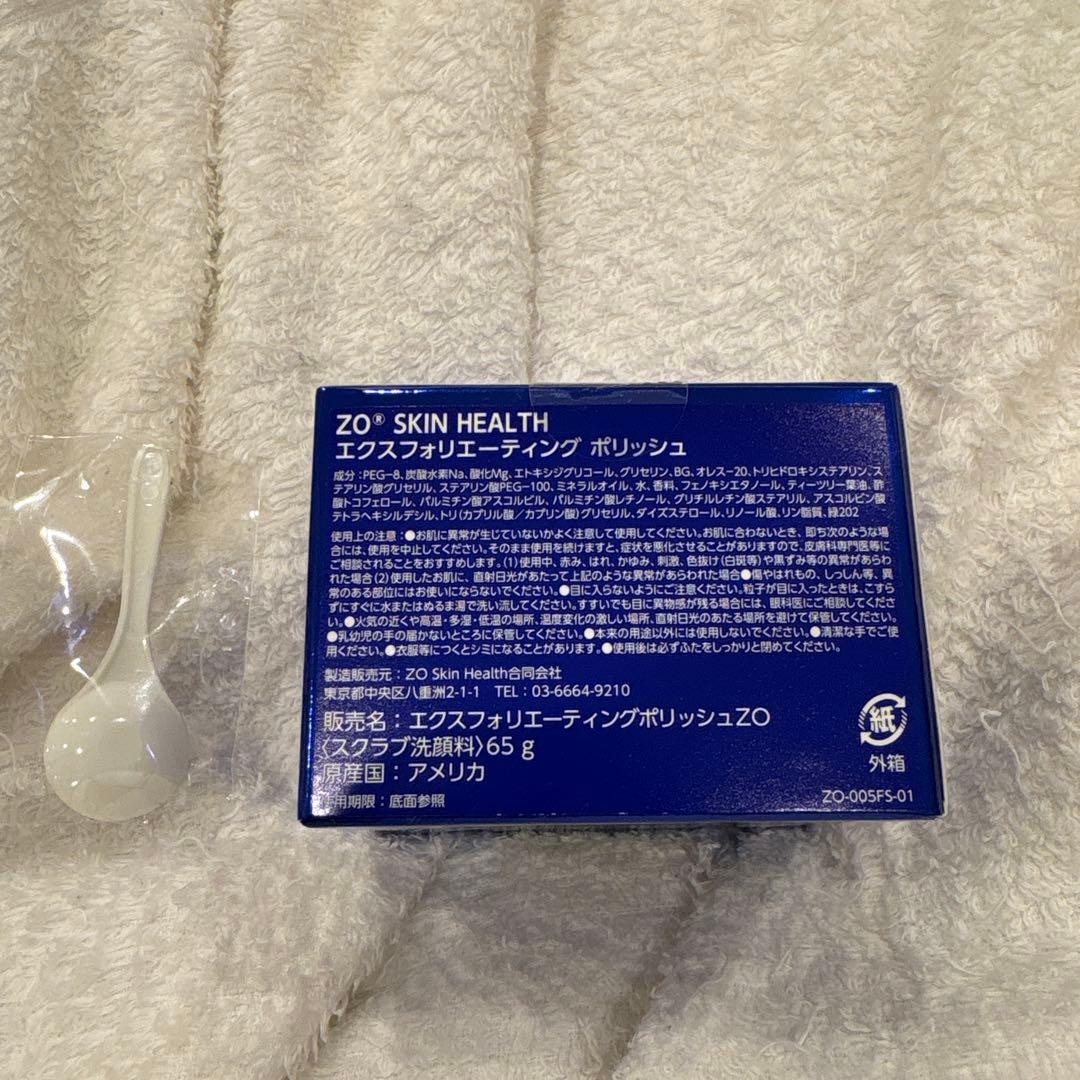 ZO® SKIN HEALTH
エクスフォリエーティング ポリッシュ
成分：PEG-8、炭酸水素Na、酸化Mg、エトキシジグリコール、グリセリン、BG、オレス-20、トリヒドロキシステアリン、ス
テアリン酸グリセリル、ステアリン酸PEG-100、ミネラルオイル、水、香料、フェノキシエタノール、ティーツリー葉油、酢
酸トコフェロール、パルミチン酸アスコルビル、パルミチン酸レチノール、グリチルレチン酸ステアリル、アスコルビン酸
テトラヘキシルデシル、トリ(カプリル酸／カプリン酸)グリセリル、ダイズステロール、リノール酸、リン脂質、緑202
使用上の注意：●お肌に異常が生じていないかよく注意して使用してください。お肌に合わないとき、即ち次のような場
合には、使用を中止してください。そのまま使用を続けますと、症状を悪化させることがありますので、皮膚科専門医等に
ご相談されることをおすすめします。(1)使用中、赤み、はれ、かゆみ、刺激、色抜け(白斑等)や黒ずみ等の異常があらわ
れた場合(2)使用したお肌に、直射日光があたって上記のような異常があらわれた場合●傷やはれもの、しっしん等、異
常のある部位にはお使いにならないでください。●目に入らないようにご注意ください。粒子が目に入ったときは、こすら
ずにすぐに水またはぬるま湯で洗い流してください。すすいでも目に異物感が残る場合には、眼科医にご相談してくださ
い。●火気の近くや高温・多湿・低温の場所、温度変化の激しい場所、直射日光のあたる場所を避けて保管してください。
●乳幼児の手の届かないところに保管してください。●本来の用途以外には使用しないでください。●清潔な手でご使
用ください。●衣服等につくとシミになることがあります。●使用後は必ずふたをしっかりと閉めてください。
製造販売元：ZO Skin Health合同会社
東京都中央区八重洲2-1-1 TEL：03-6664-9210
販売名：エクスフォリエーティングポリッシュZO
〈スクラブ洗顔料〉65 g
原産国：アメリカ
使用期限：底面参照
紙
外箱
ZO-005FS-01